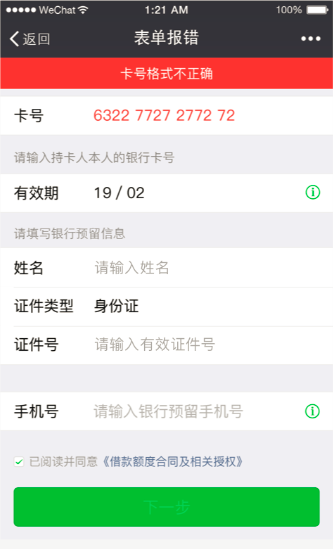 WeChat 1:21 AM 100%
返回 表单报错
卡号格式不正确
卡号 6322 7727 2772 72
请输入持卡人本人的银行卡号
有效期 19 / 02
请填写银行预留信息
姓名 请输入姓名
证件类型 身份证
证件号 请输入有效证件号
手机号 请输入银行预留手机号
已阅读并同意《借款额度合同及相关授权》
下一步